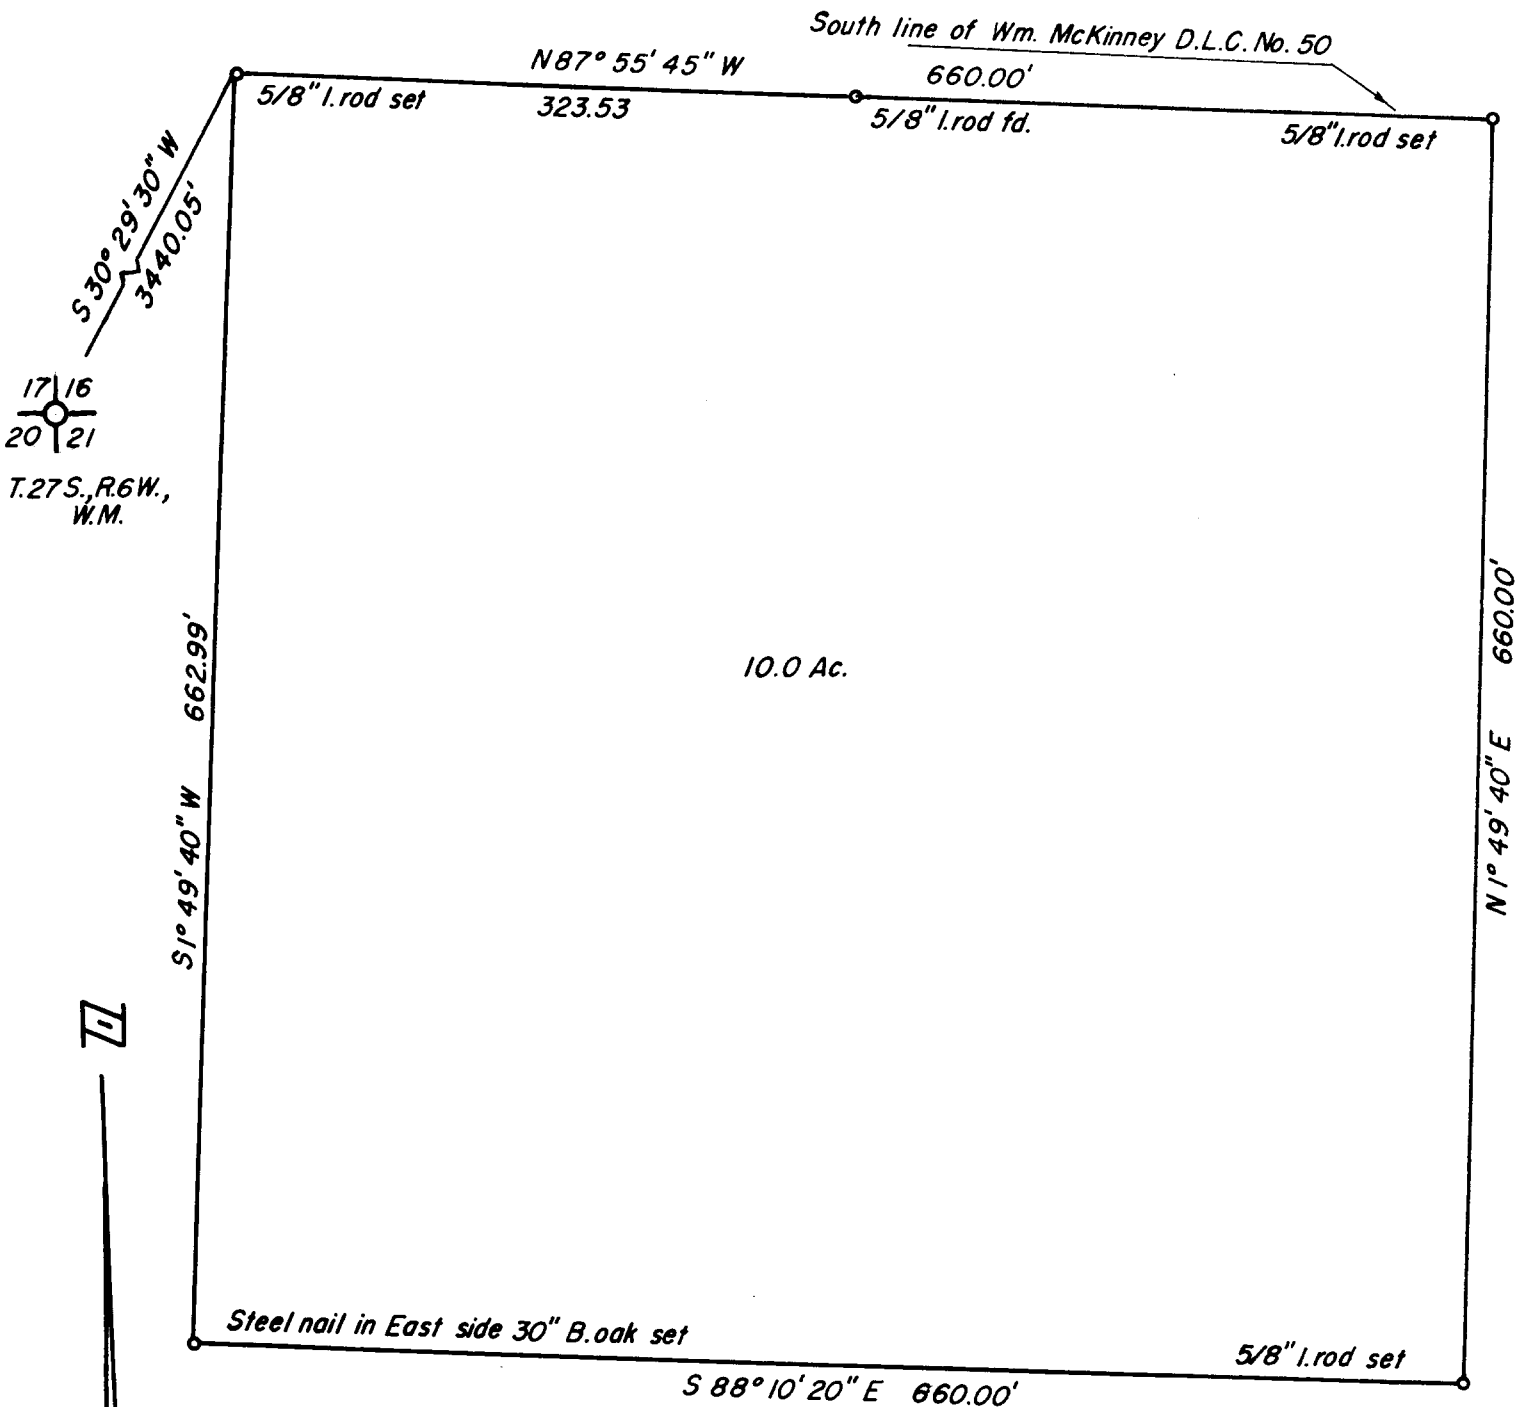 South line of Wm. McKinney D.L.C. No. 50
N 87° 55' 45" W
660.00'
5/8" I.rod set
323.53
5/8" I.rod fd.
5/8" I.rod set
S 30° 29' 30" W
3440.05'
17 16
20 21
T.27 S., R.6 W.,
W.M.
S 1° 49' 40" W 662.99'
10.0 Ac.
N 1° 49' 40" E 660.00'
N
Steel nail in East side 30" B.oak set
5/8" I.rod set
S 88° 10' 20" E 660.00'